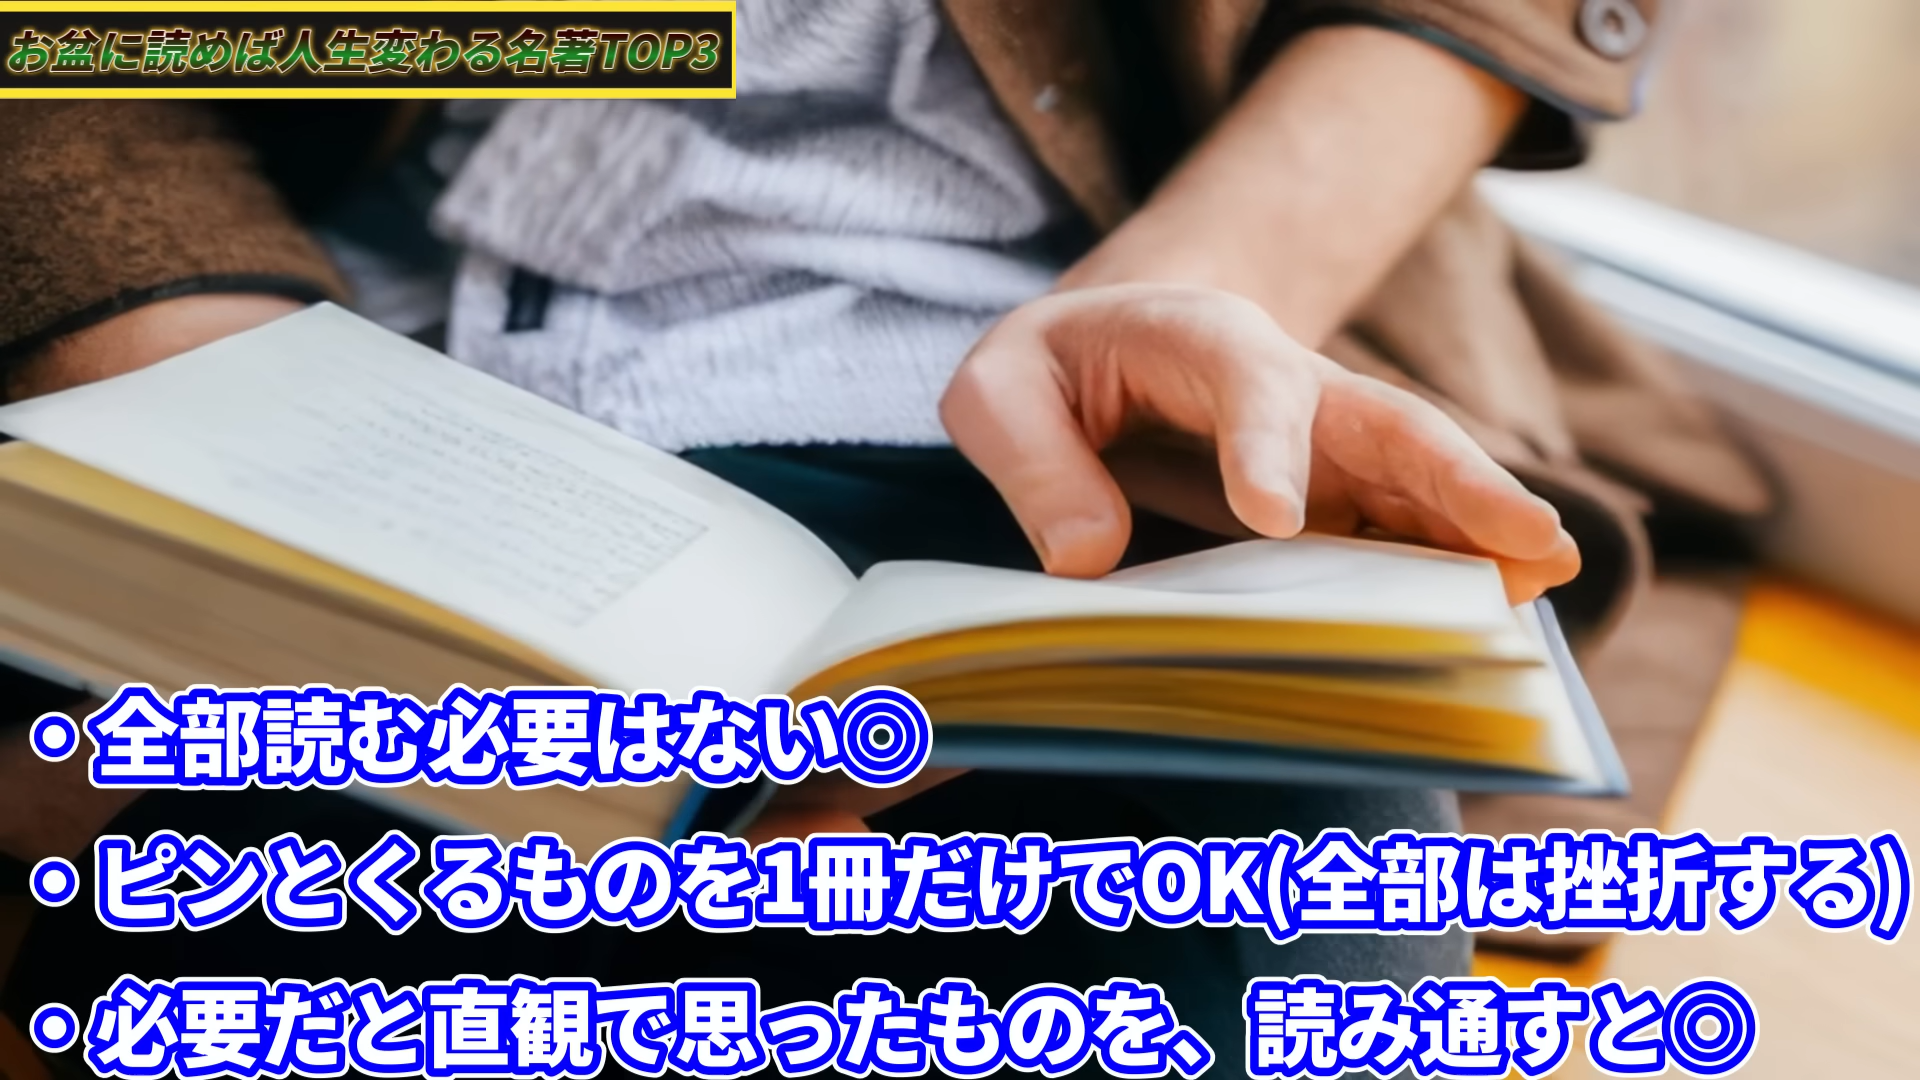 お盆に読めば人生変わる名著TOP3
・全部読む必要はない◎
・ピンとくるものを1冊だけでOK(全部は挫折する)
・必要だと直観で思ったものを、読み通すと◎